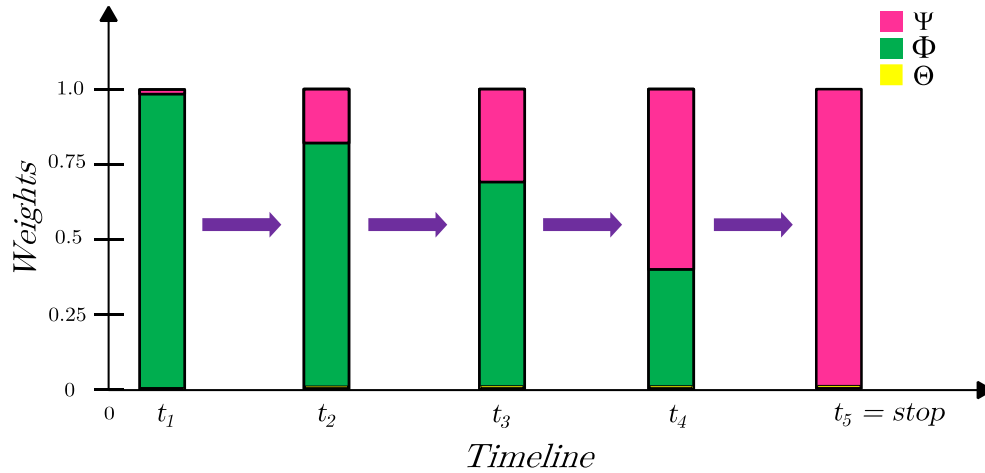 Ψ
Φ
Θ
1.0
0.75
0.5
0.25
0
Weights
0 t₁ t₂ t₃ t₄ t₅ = stop
Timeline